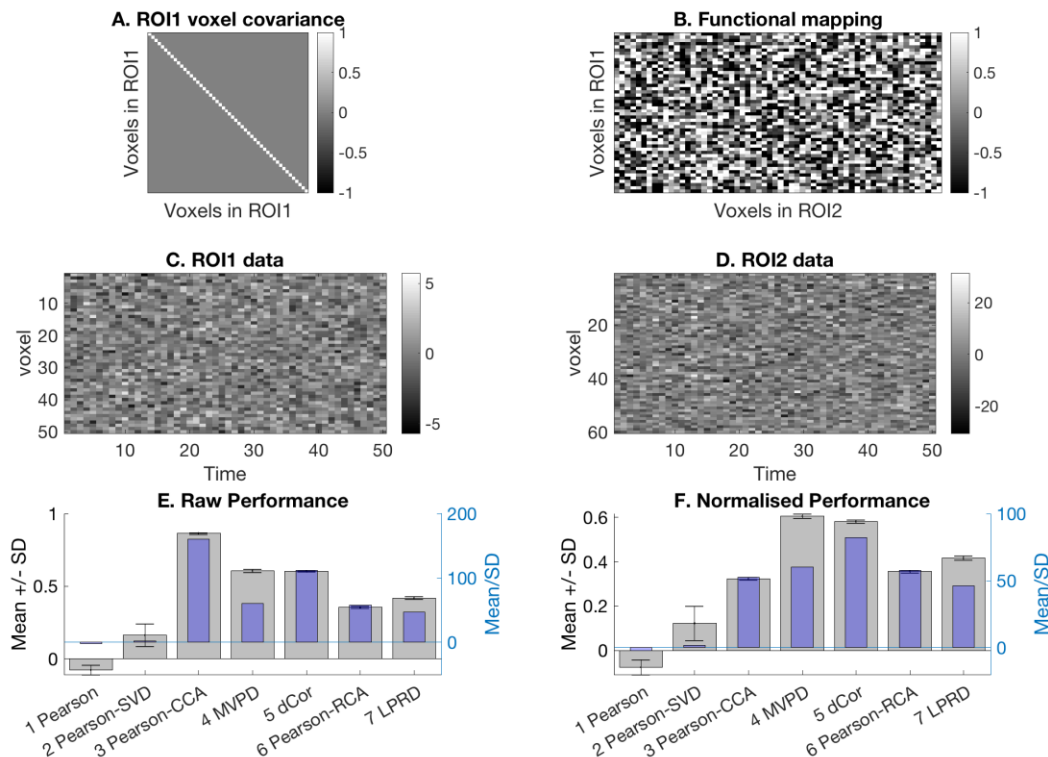 A. ROI1 voxel covariance
Voxels in ROI1
Voxels in ROI1
1
0.5
0
-0.5
-1
B. Functional mapping
Voxels in ROI1
Voxels in ROI2
1
0.5
0
-0.5
-1
C. ROI1 data
voxel
10
20
30
40
50
10 20 30 40 50
Time
5
0
-5
D. ROI2 data
voxel
20
40
60
10 20 30 40 50
Time
20
0
-20
E. Raw Performance
Mean +/- SD
1
0.5
0
200
100
0
Mean/SD
1 Pearson
2 Pearson-SVD
3 Pearson-CCA
4 MVPD
5 dCor
6 Pearson-RCA
7 LPRD
F. Normalised Performance
Mean +/- SD
0.6
0.4
0.2
0
100
50
0
Mean/SD
1 Pearson
2 Pearson-SVD
3 Pearson-CCA
4 MVPD
5 dCor
6 Pearson-RCA
7 LPRD